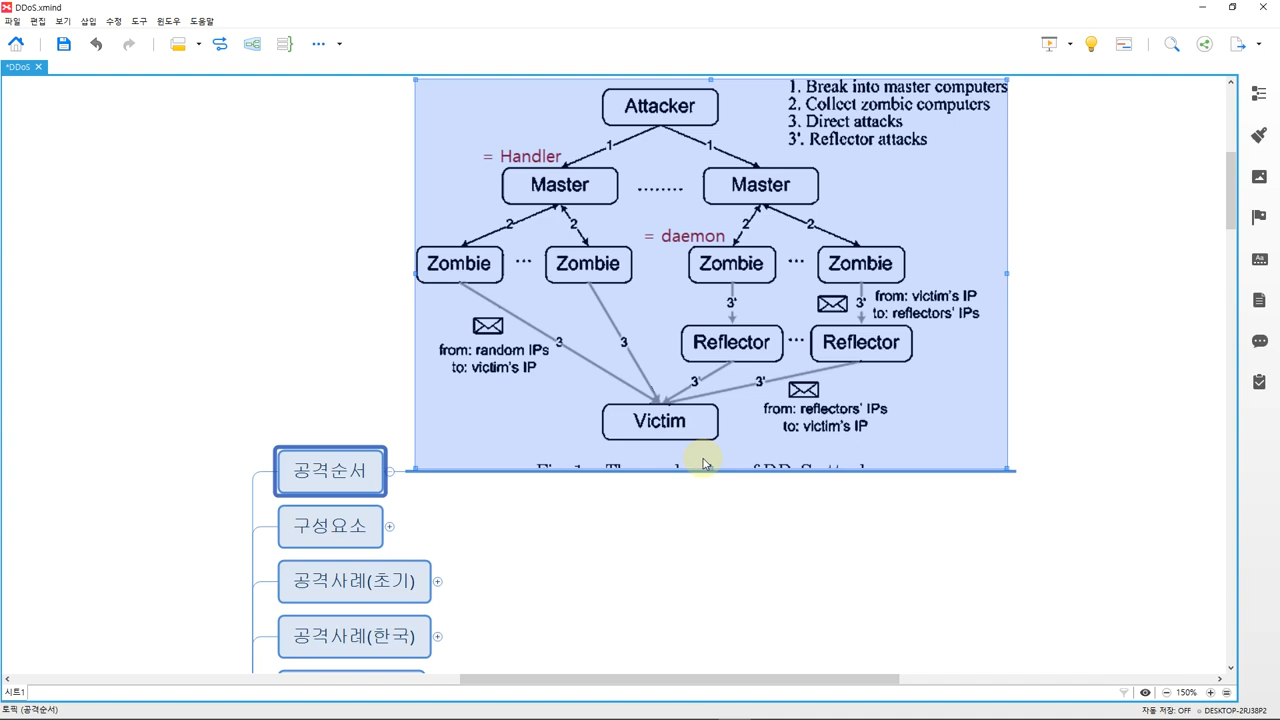 DDoS.xmind
파일 편집 보기 삽입 수정 도구 윈도우 도움말
*DDoS
1. Break into master computers
2. Collect zombic computers
3. Direct attacks
3'. Reflector attacks
Attacker
1 1
= Handler
Master ........ Master
2 2 2 2
= daemon
Zombie ... Zombie Zombie ... Zombie
3' 3'
from: victim's IP
to: reflectors' IPs
3 3
from: random IPs
to: victim's IP
Reflector ... Reflector
3' 3'
from: reflectors' IPs
to: victim's IP
Victim
공격순서
구성요소
공격사례(초기)
공격사례(한국)
시트1
150%
토픽 (공격순서)
자동 저장: OFF DESKTOP-2RJ38P2